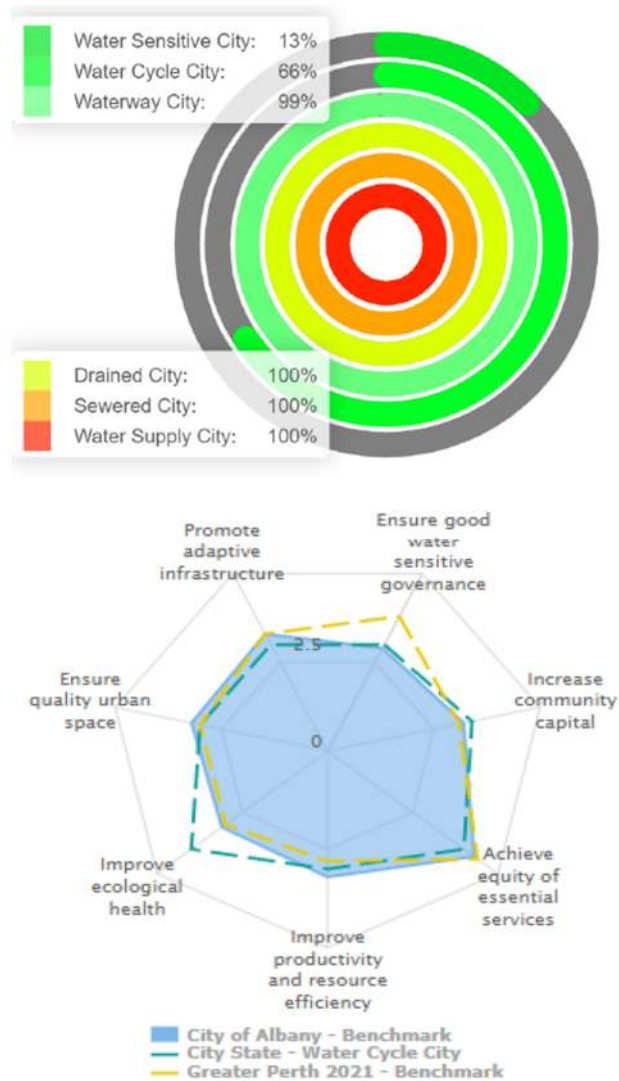 Water Sensitive City: 13%
Water Cycle City: 66%
Waterway City: 99%
Drained City: 100%
Sewered City: 100%
Water Supply City: 100%
Promote
adaptive
infrastructure
Ensure good
water
sensitive
governance
2.5
Ensure
quality urban
space
Increase
community
capital
0
Improve
ecological
health
Achieve
equity of
essential
services
Improve
productivity
and resource
efficiency
City of Albany - Benchmark
City State - Water Cycle City
Greater Perth 2021 - Benchmark